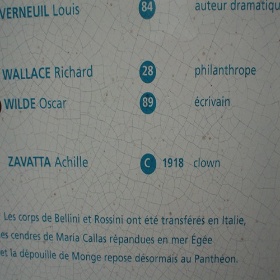 VERNEUIL Louis 84 auteur dramatiqu
WALLACE Richard 28 philanthrope
WILDE Oscar 89 écrivain
ZAVATTA Achille C 1918 clown
Les corps de Bellini et Rossini ont été transférés en Italie,
es cendres de Maria Callas répandues en mer Égée
et la dépouille de Monge repose désormais au Panthéon.